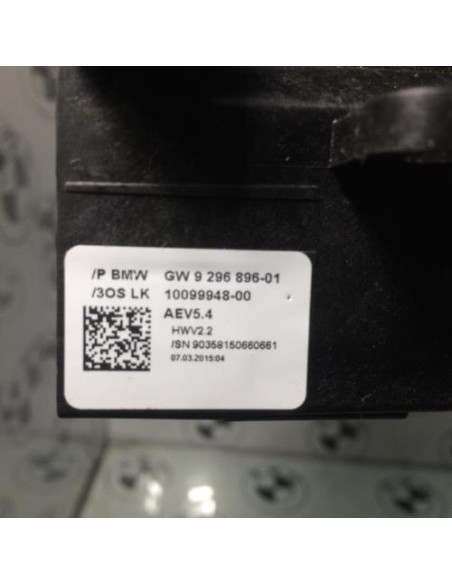 /P BMW GW 9 296 896-01
/3OS LK 10099948-00
AEV5.4
HWV2.2
/SN 90358150660661
07.03.2015:04